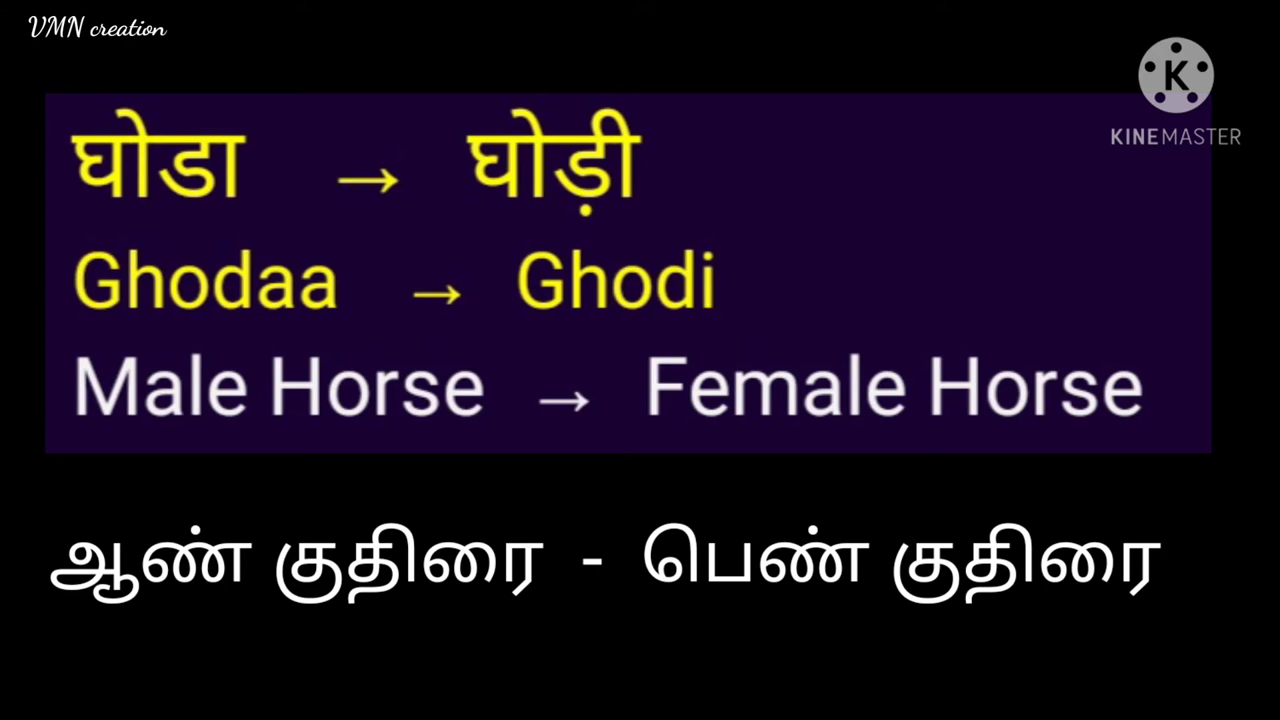 VMN creation
K
KINEMASTER
घोडा → घोड़ी
Ghodaa → Ghodi
Male Horse → Female Horse
ஆண் குதிரை - பெண் குதிரை